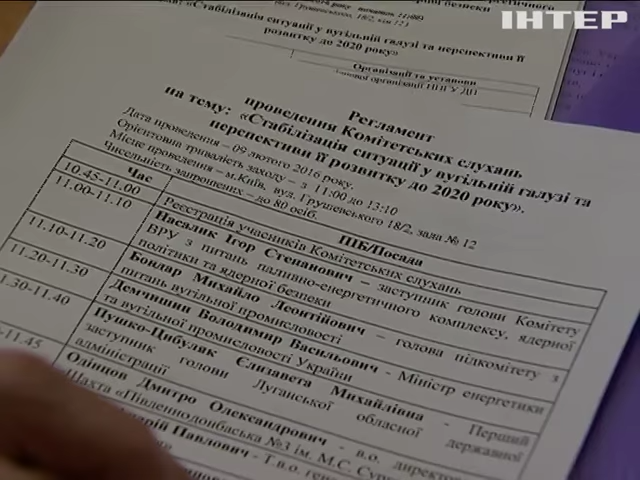 ІНТЕР
«Стабілізація ситуації у вугільній галузі та перспективи її
розвитку до 2020 року»
Організації та установи
Регламент
проведення Комітетських слухань
на тему: «Стабілізація ситуації у вугільній галузі та
перспективи її розвитку до 2020 року».
Дата проведення – 09 лютого 2016 року.
Орієнтовна тривалість заходу – з 11:00 до 13:10
Місце проведення – м.Київ, вул. Грушевського 18/2, зала № 12
Чисельність запрошених – до 80 осіб.
Час ПІБ/Посада
10.45-11.00 Реєстрація учасників Комітетських слухань
11.00-11.10 Насалик Ігор Степанович – заступник голови Комітету
ВРУ з питань паливно-енергетичного комплексу, ядерної
політики та ядерної безпеки
11.10-11.20 Бондар Михайло Леонтійович – голова підкомітету з
питань вугільної промисловості
11.20-11.30 Демчишин Володимир Васильович - Міністр енергетики
та вугільної промисловості України
1.30-11.40 Пушко-Цибуляк Єлизавета Михайлівна - Перший
заступник голови Луганської обласної державної
адміністрації
-11.45 Одінцов Дмитро Олександрович - в.о. директора
«Шахта «Південнодонбаська №3 ім. М.С.
Павлович - Т.в.о.